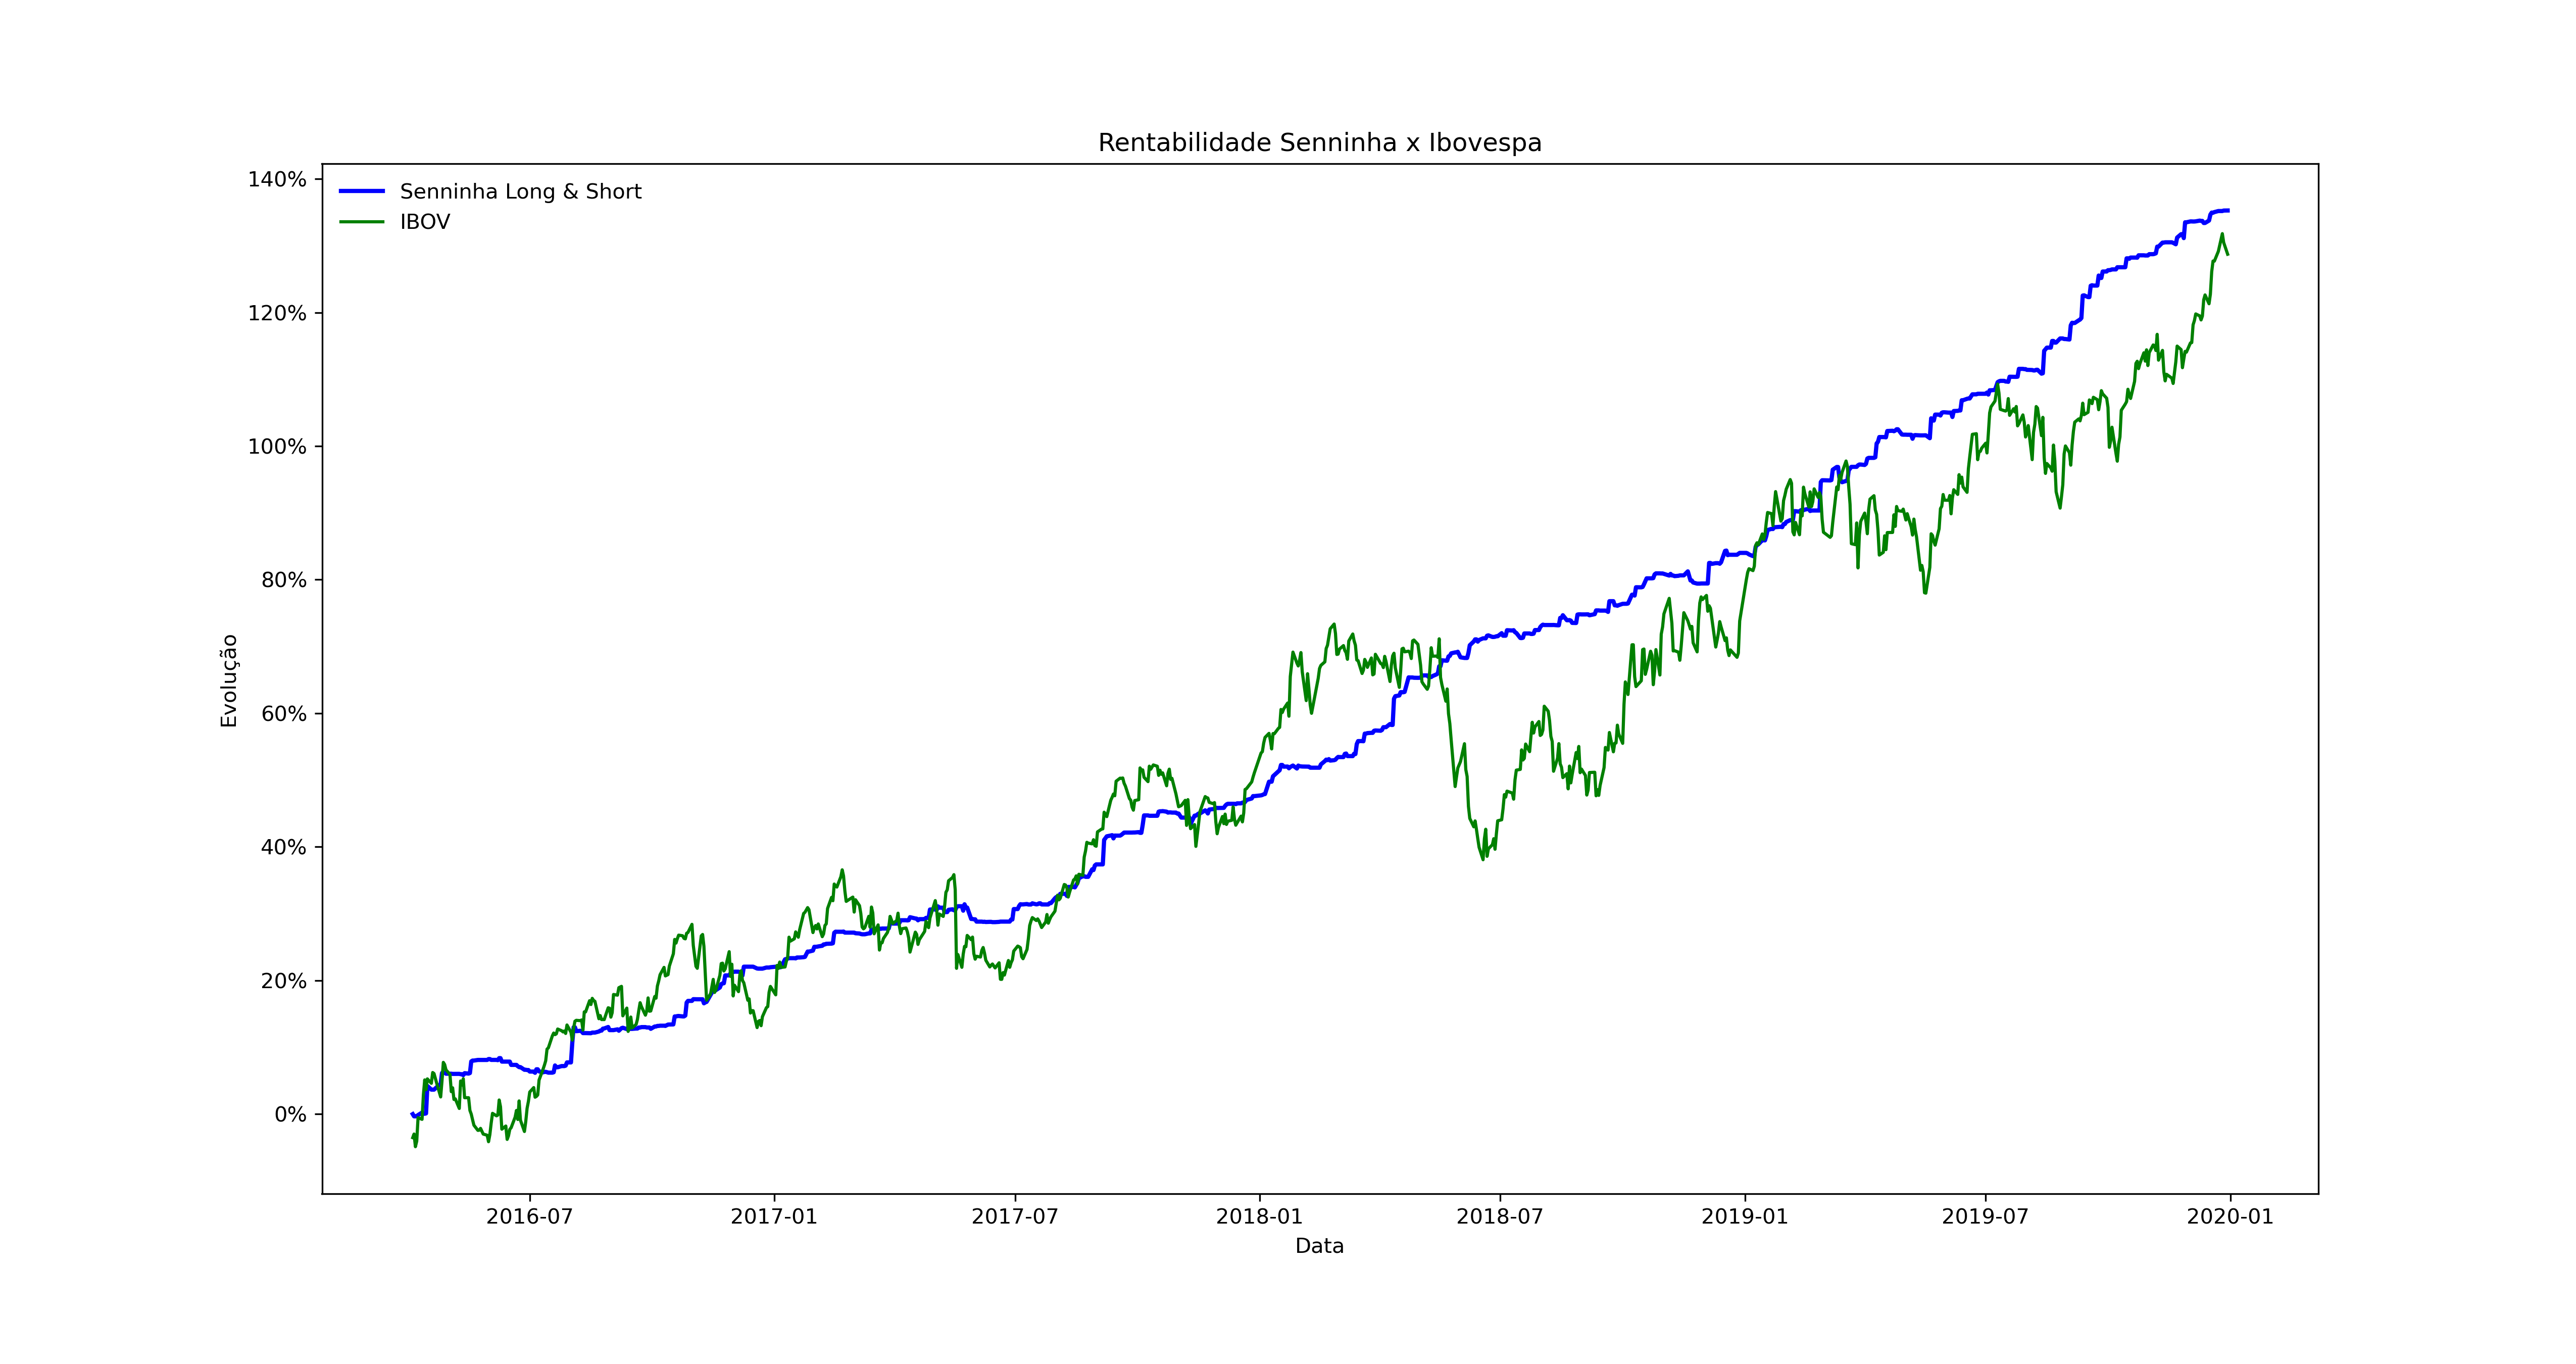 Rentabilidade Senninha x Ibovespa
Senninha Long & Short
IBOV
140%
120%
100%
80%
60%
40%
20%
0%
Evolução
2016-07 2017-01 2017-07 2018-01 2018-07 2019-01 2019-07 2020-01
Data